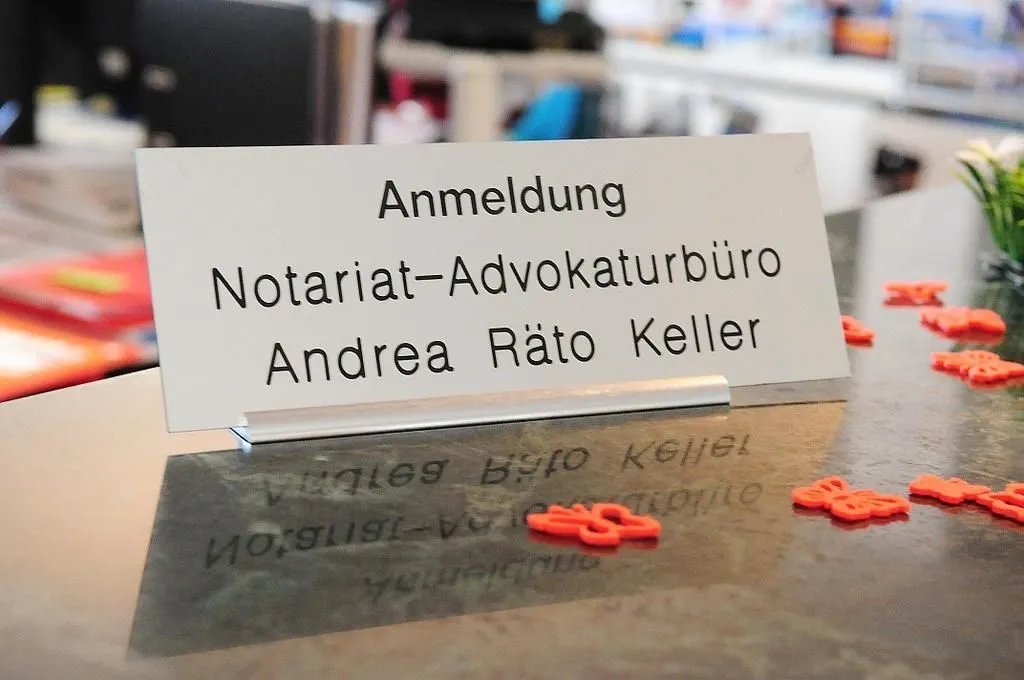 Anmeldung
Notariat-Advokaturbüro
Andrea Räto Keller